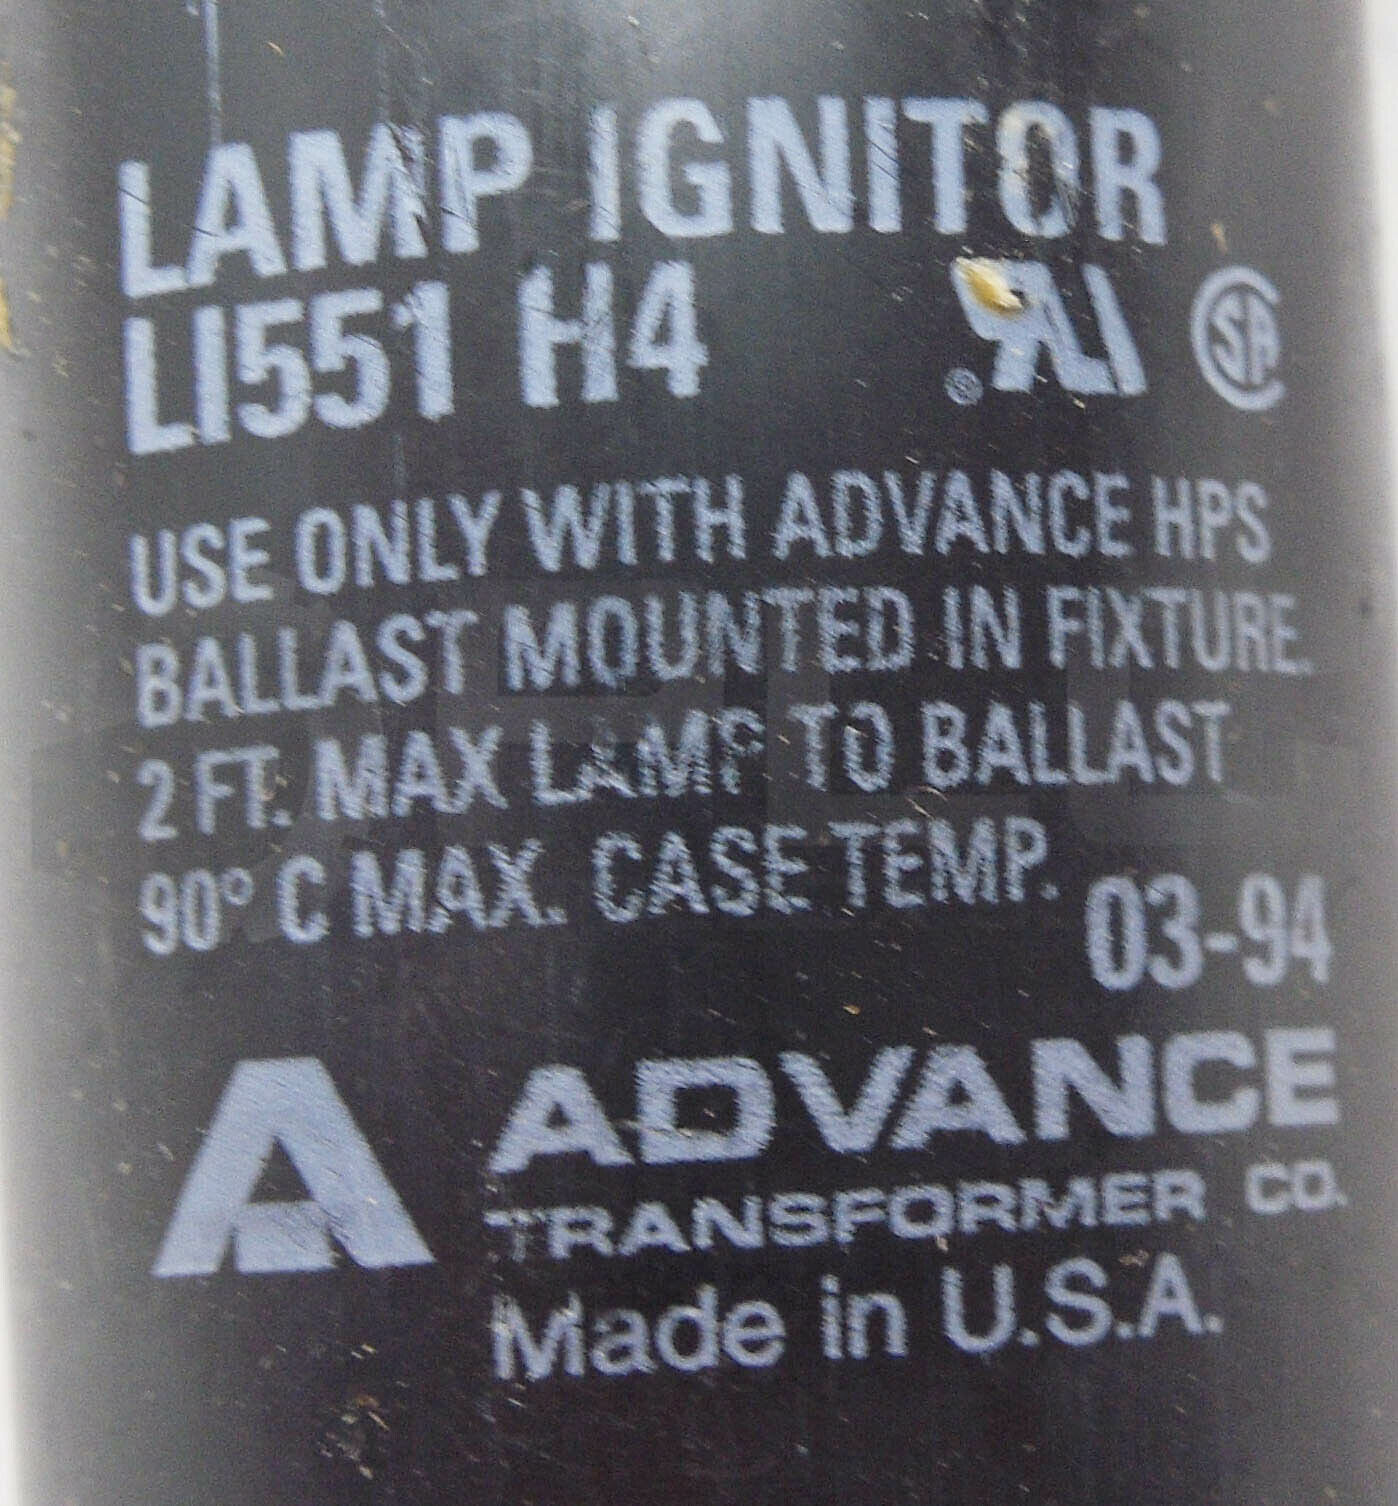 LAMP IGNITOR
LI551 H4
USE ONLY WITH ADVANCE HPS
BALLAST MOUNTED IN FIXTURE.
2 FT. MAX LAMP TO BALLAST
90° C MAX. CASE TEMP.
03-94
ADVANCE
TRANSFORMER CO.
Made in U.S.A.